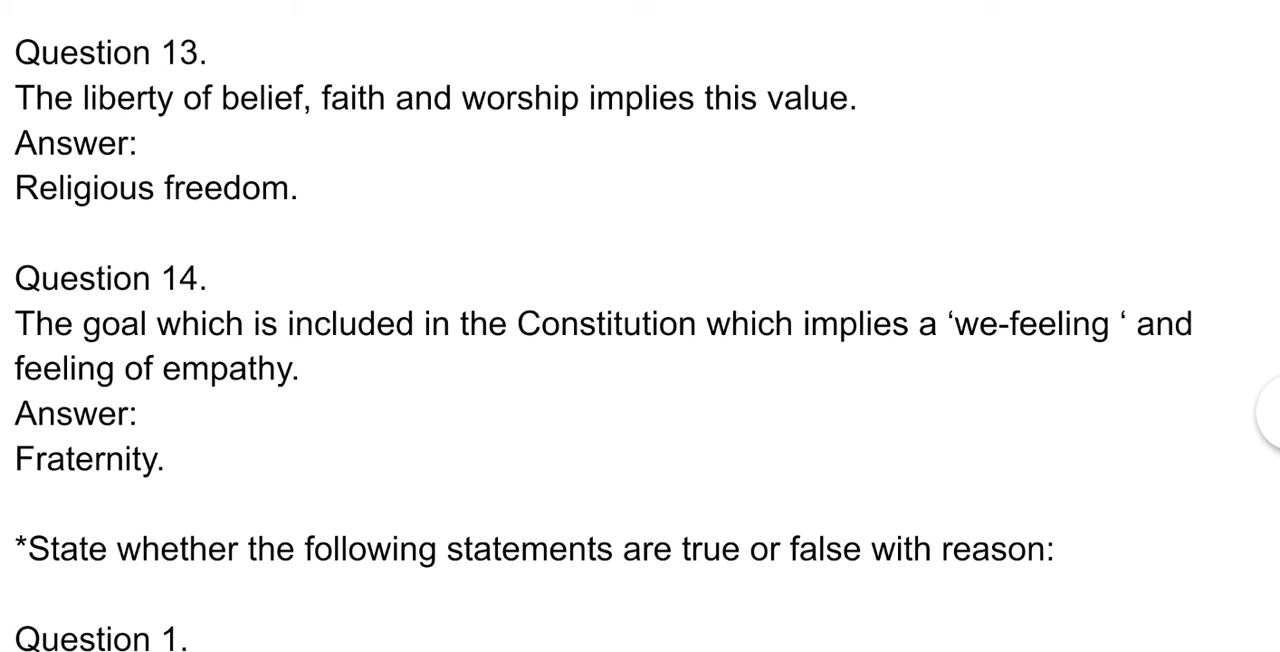 Question 13.
The liberty of belief, faith and worship implies this value.
Answer:
Religious freedom.
Question 14.
The goal which is included in the Constitution which implies a ‘we-feeling ‘ and
feeling of empathy.
Answer:
Fraternity.
*State whether the following statements are true or false with reason:
Question 1.